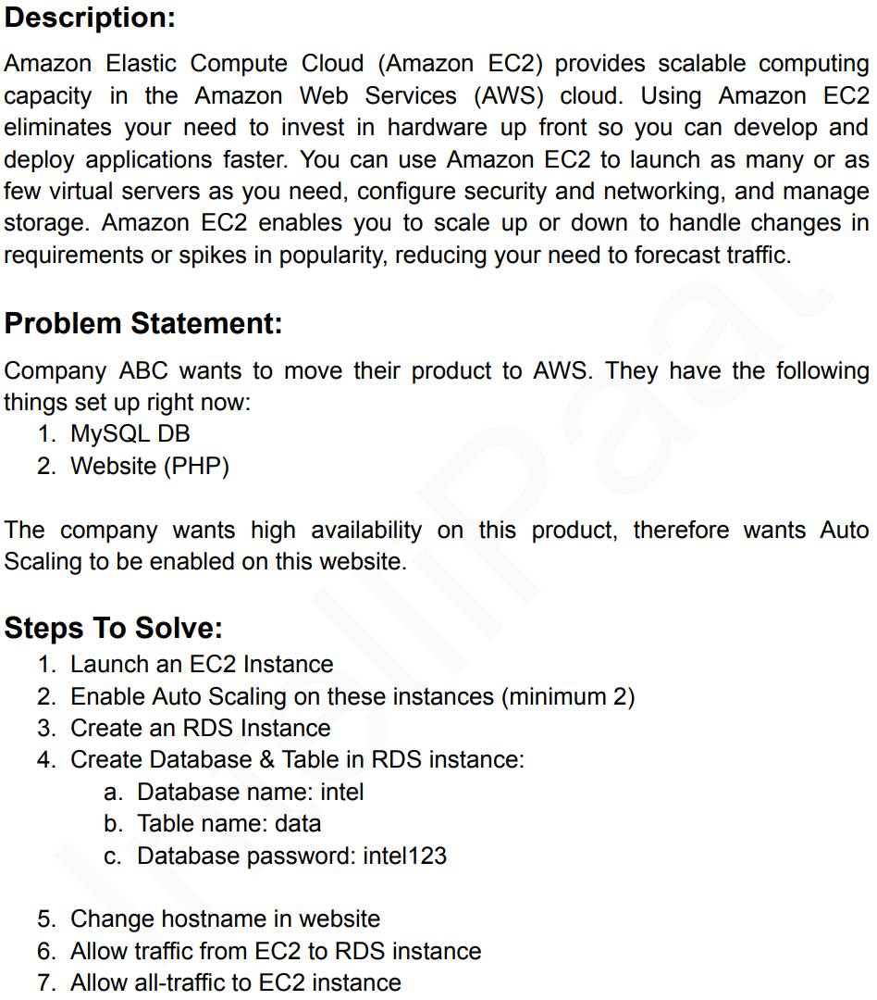 Description:
Amazon Elastic Compute Cloud (Amazon EC2) provides scalable computing
capacity in the Amazon Web Services (AWS) cloud. Using Amazon EC2
eliminates your need to invest in hardware up front so you can develop and
deploy applications faster. You can use Amazon EC2 to launch as many or as
few virtual servers as you need, configure security and networking, and manage
storage. Amazon EC2 enables you to scale up or down to handle changes in
requirements or spikes in popularity, reducing your need to forecast traffic.
Problem Statement:
Company ABC wants to move their product to AWS. They have the following
things set up right now:
1. MySQL DB
2. Website (PHP)
The company wants high availability on this product, therefore wants Auto
Scaling to be enabled on this website.
Steps To Solve:
1. Launch an EC2 Instance
2. Enable Auto Scaling on these instances (minimum 2)
3. Create an RDS Instance
4. Create Database & Table in RDS instance:
a. Database name: intel
b. Table name: data
c. Database password: intel123
5. Change hostname in website
6. Allow traffic from EC2 to RDS instance
7. Allow all-traffic to EC2 instance
IntelliPaat